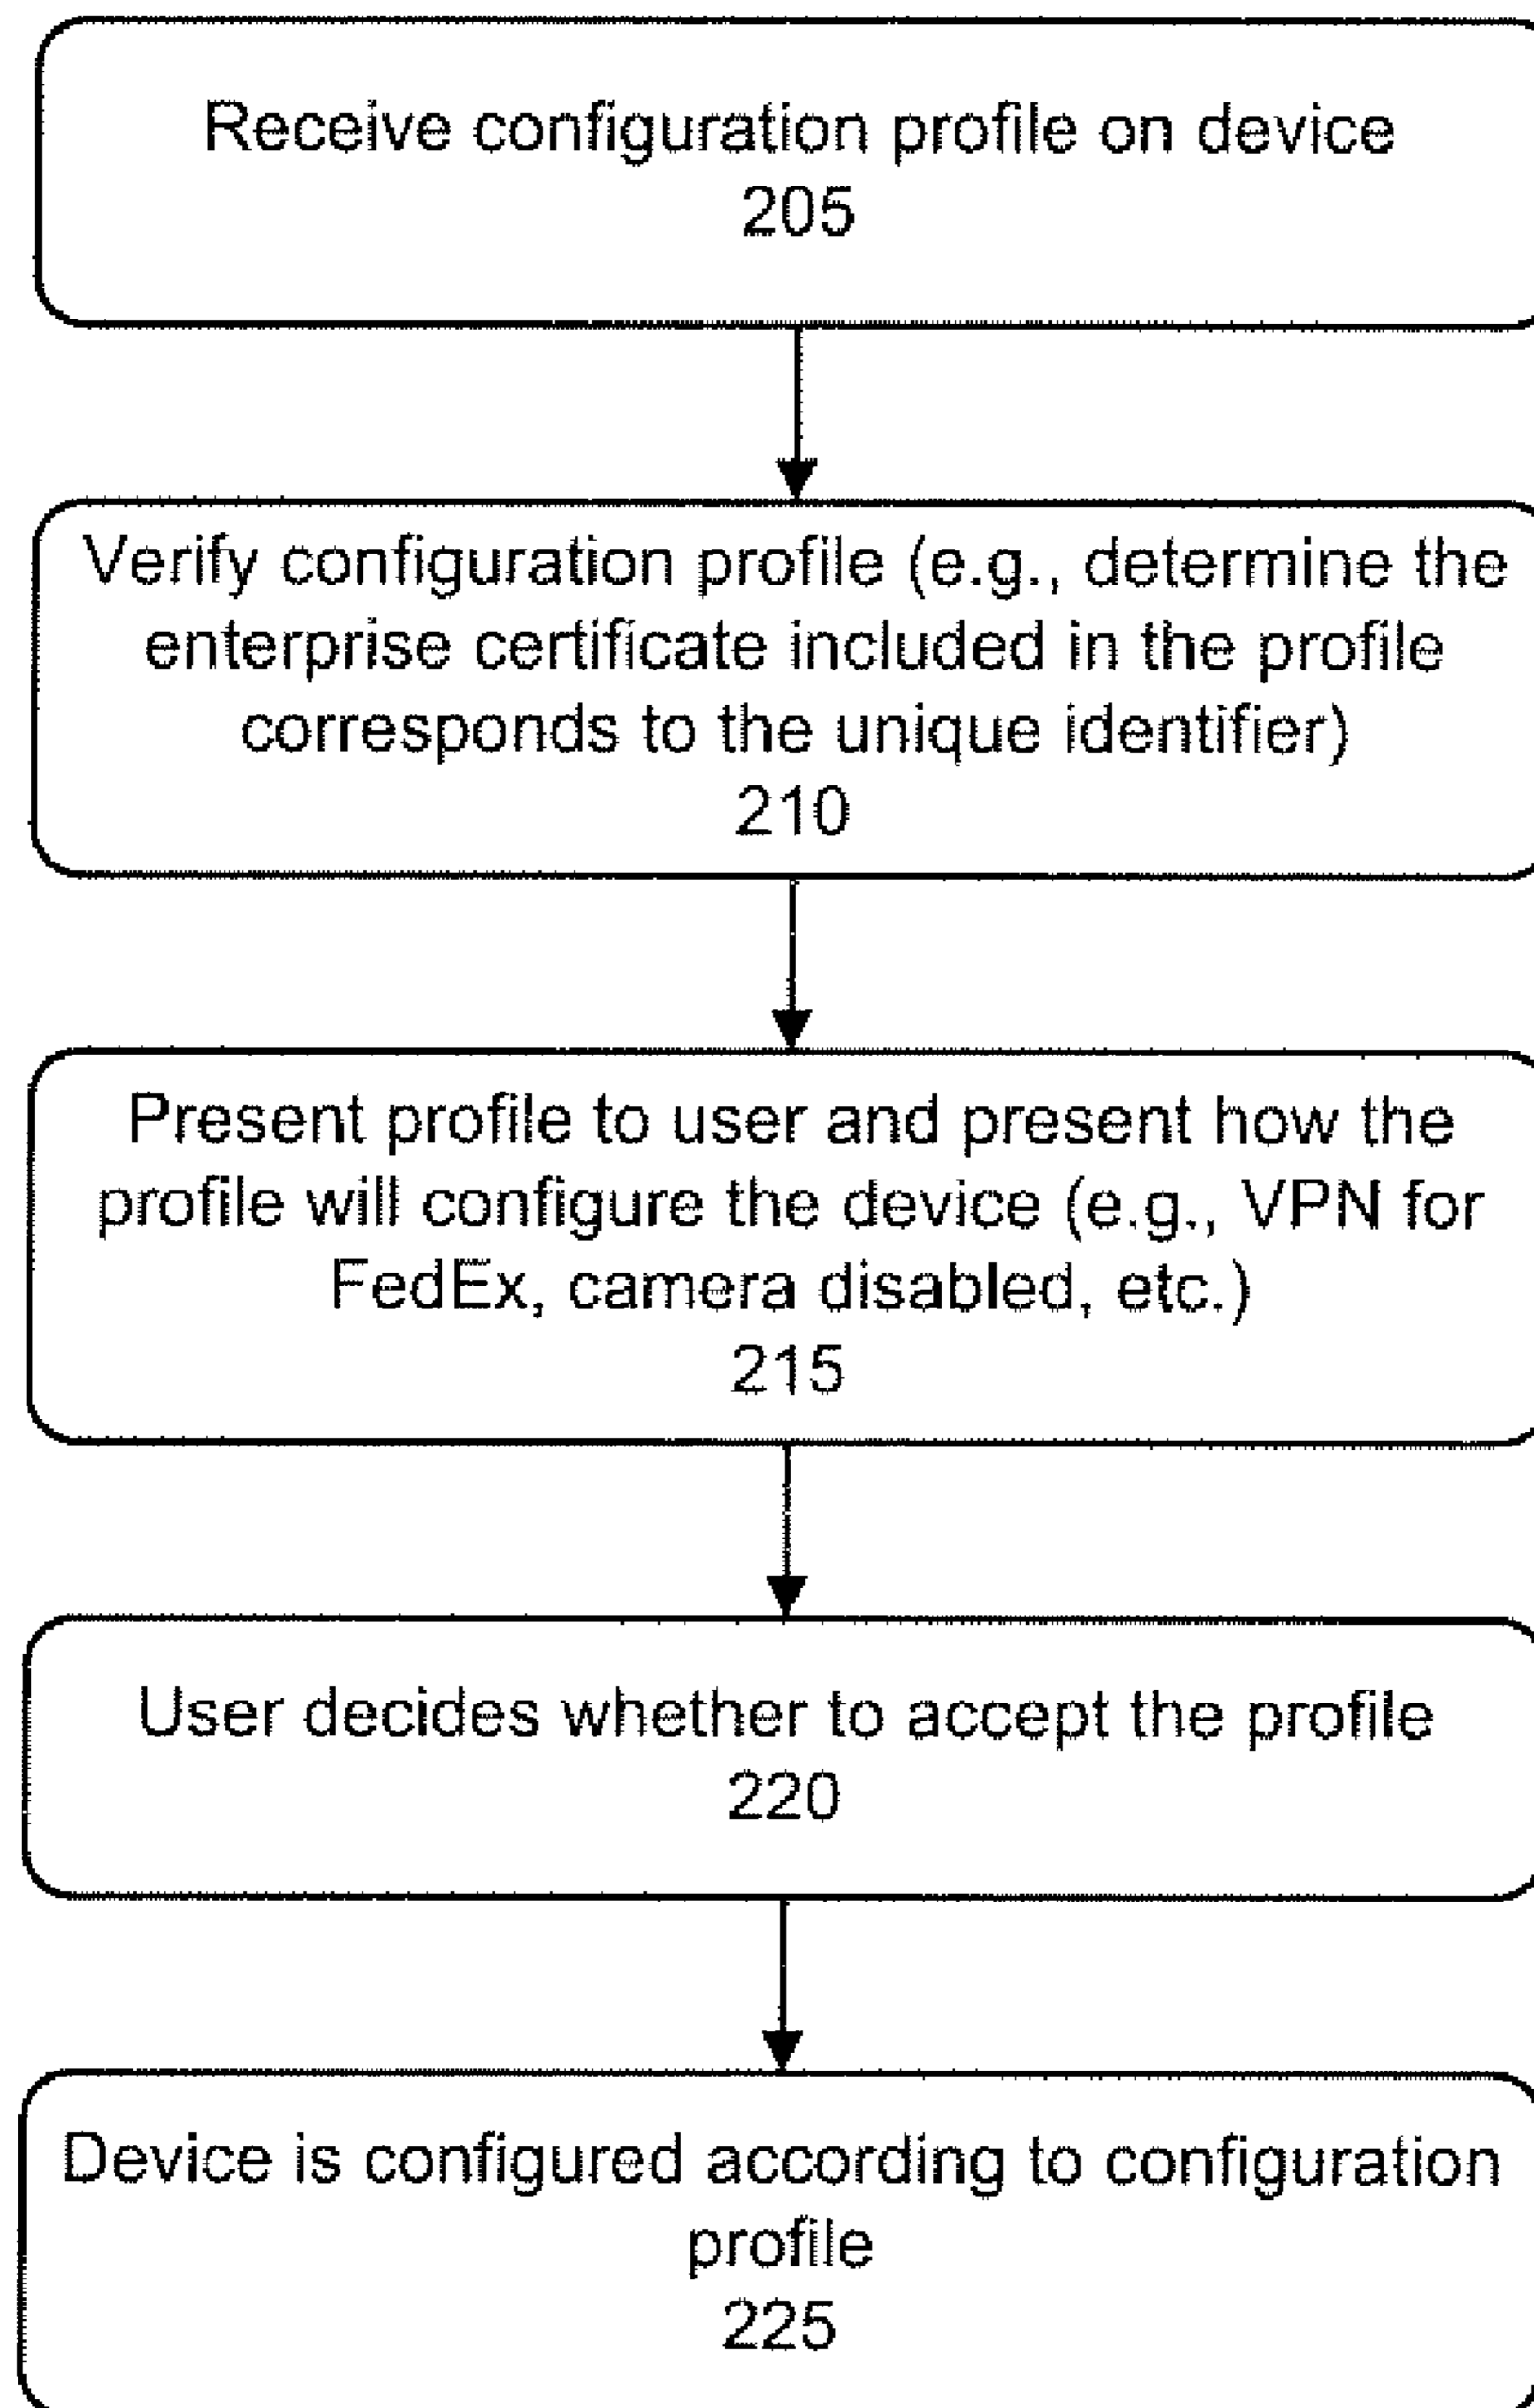 Receive configuration profile on device
205
Verify configuration profile (e.g., determine the
enterprise certificate included in the profile
corresponds to the unique identifier)
210
Present profile to user and present how the
profile will configure the device (e.g., VPN for
FedEx, camera disabled, etc.)
215
User decides whether to accept the profile
220
Device is configured according to configuration
profile
225